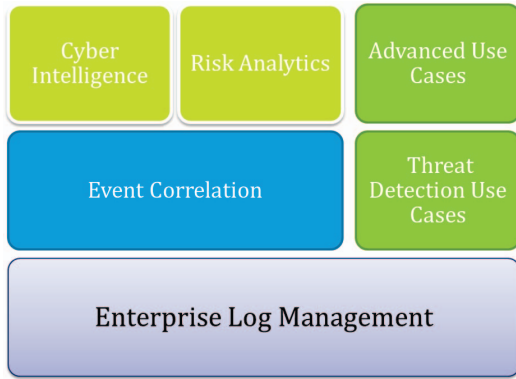 Cyber
Intelligence
Risk Analytics
Advanced Use
Cases
Event Correlation
Threat
Detection Use
Cases
Enterprise Log Management